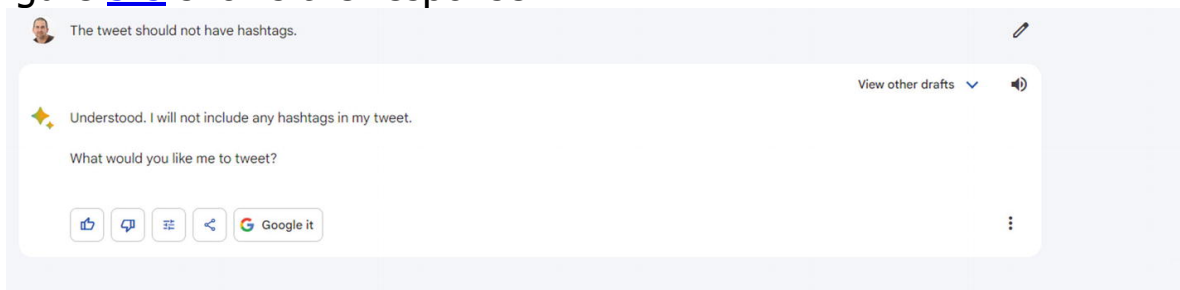 The tweet should not have hashtags.
View other drafts
Understood. I will not include any hashtags in my tweet.
What would you like me to tweet?
Google it